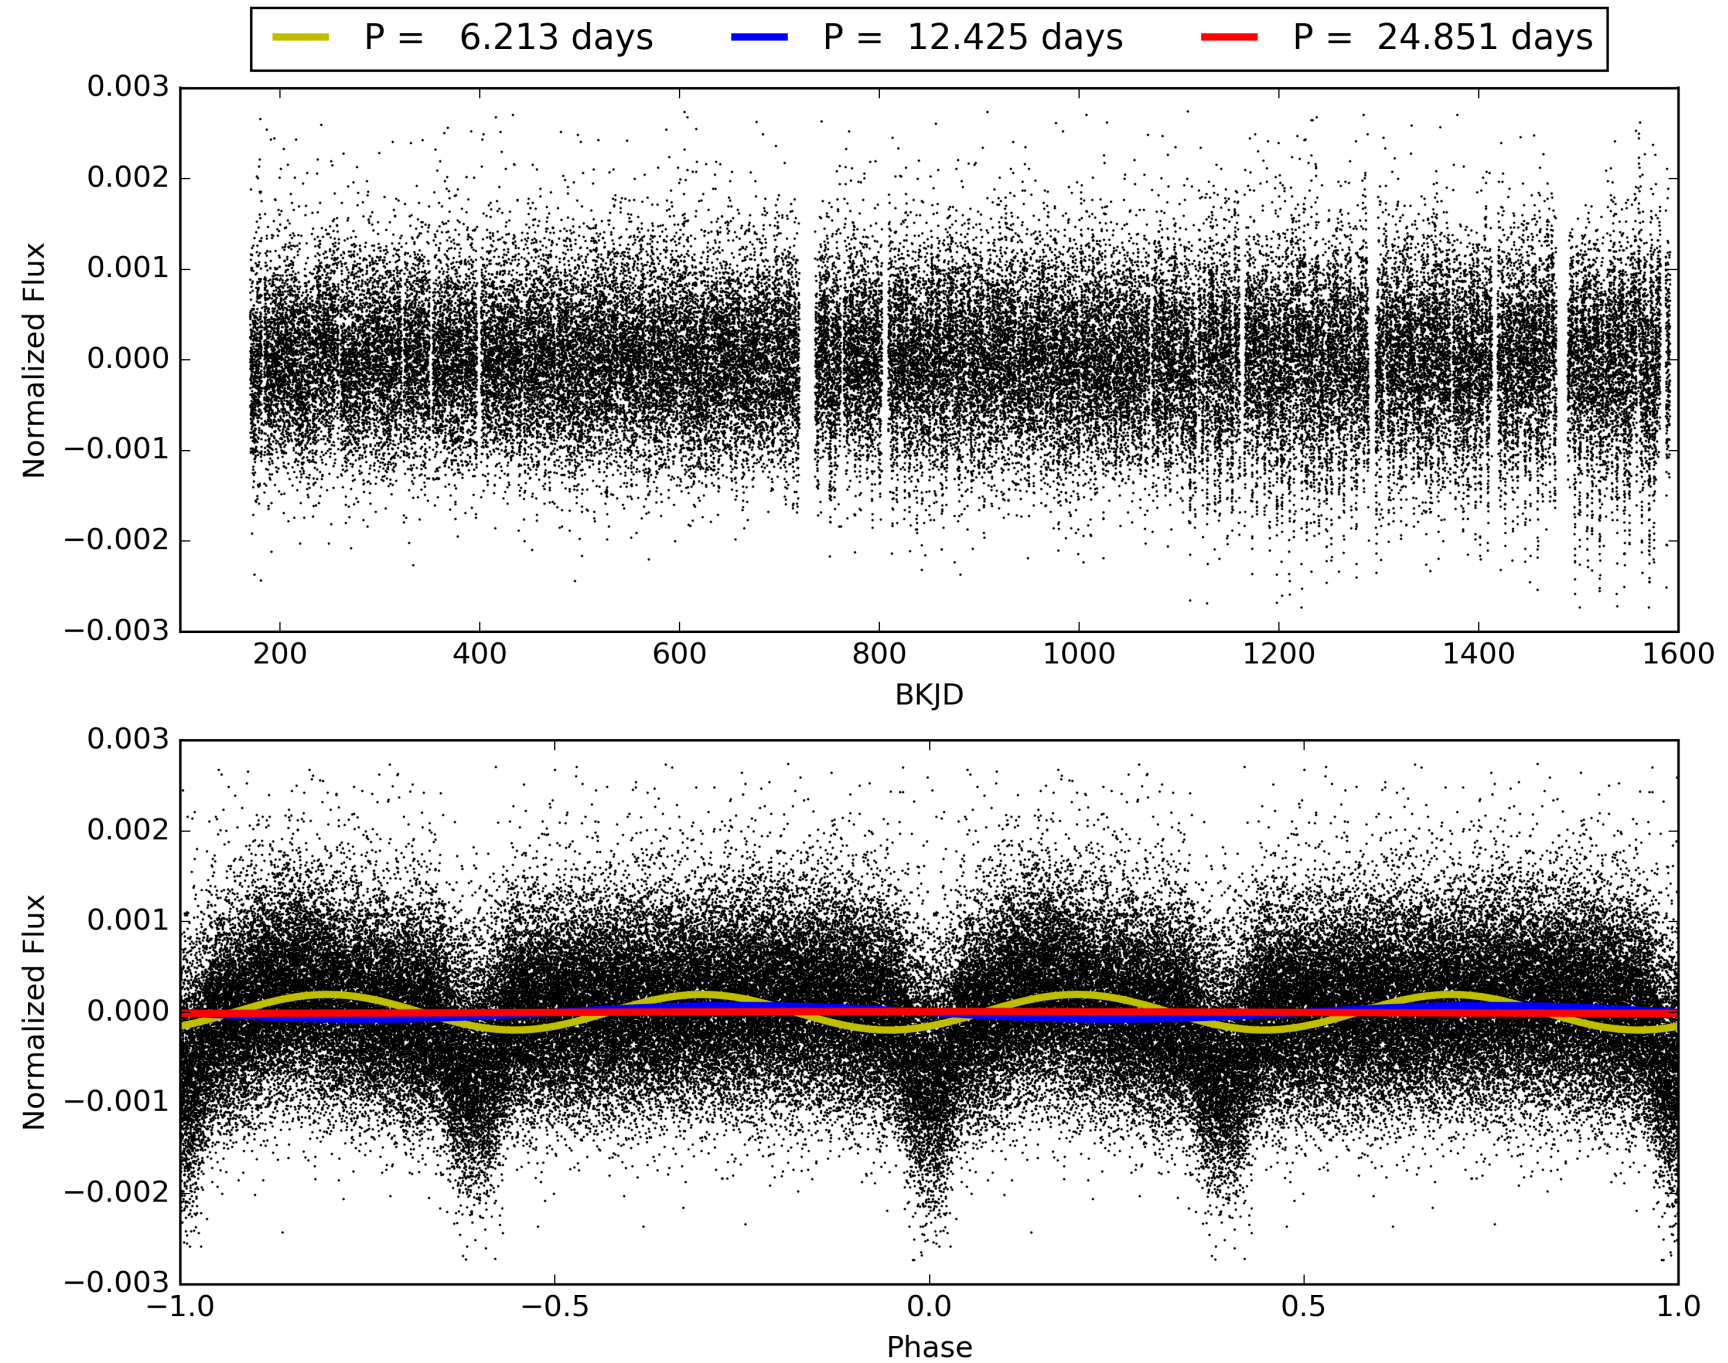 P = 6.213 days P = 12.425 days P = 24.851 days
0.003
0.002
0.001
0.000
−0.001
−0.002
−0.003
Normalized Flux
200 400 600 800 1000 1200 1400 1600
BKJD
0.003
0.002
0.001
0.000
−0.001
−0.002
−0.003
Normalized Flux
−1.0 −0.5 0.0 0.5 1.0
Phase